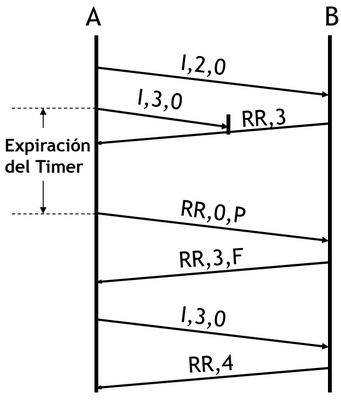 A
B
I,2,0
I,3,0
RR,3
Expiración
del Timer
RR,0,P
RR,3,F
I,3,0
RR,4